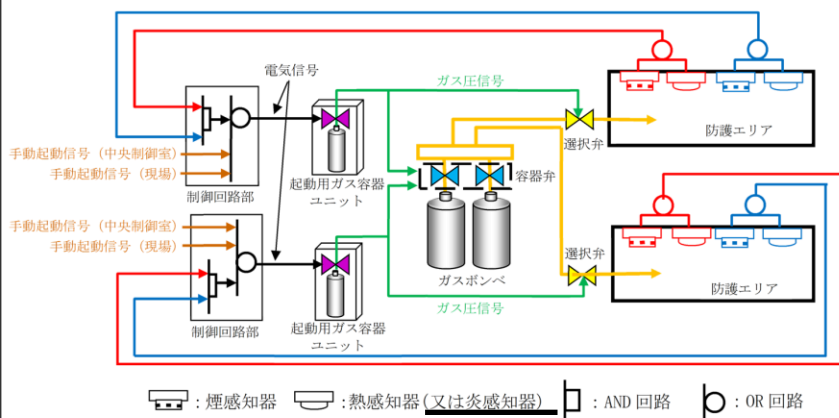 電気信号
ガス圧信号
防護エリア
選択弁
手動起動信号（中央制御室）
手動起動信号（現場）
制御回路部
起動用ガス容器
ユニット
容器弁
手動起動信号（中央制御室）
手動起動信号（現場）
制御回路部
起動用ガス容器
ユニット
ガスボンベ
ガス圧信号
選択弁
防護エリア
：煙感知器
：熱感知器（又は炎感知器）
：AND 回路
：OR 回路